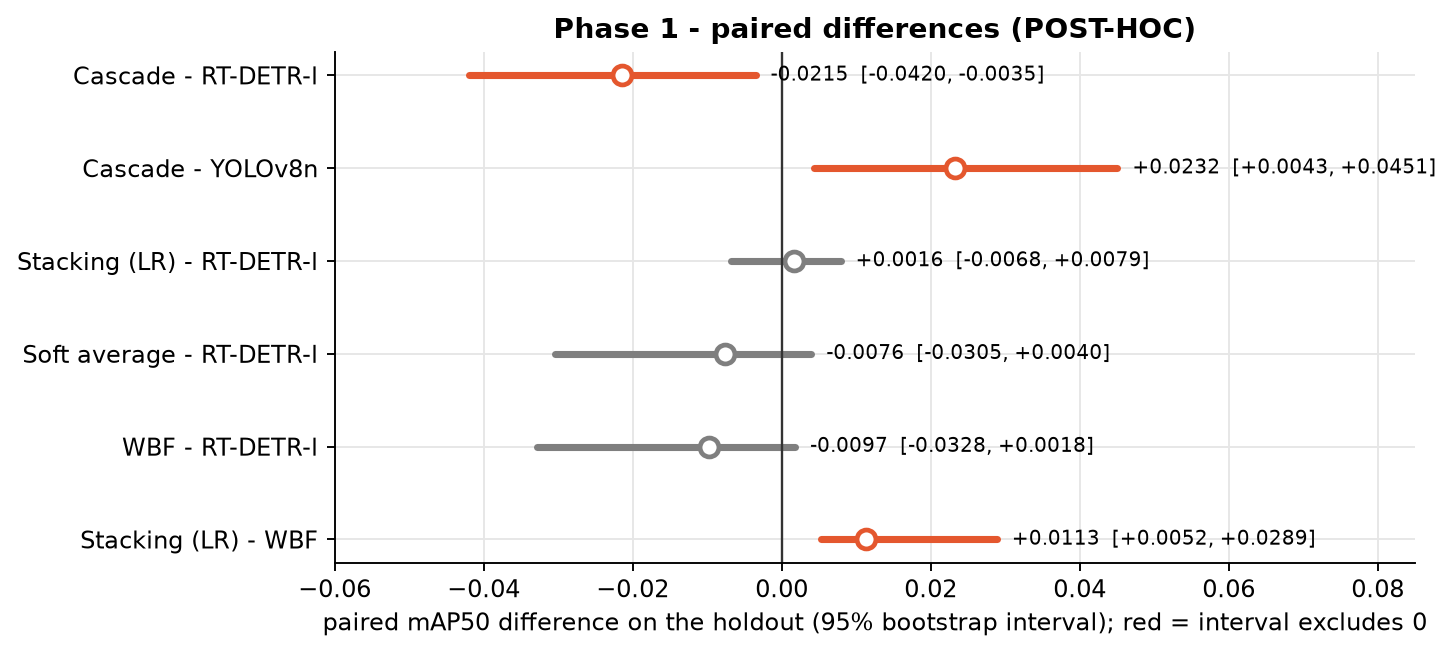 Phase 1 - paired differences (POST-HOC)
Cascade - RT-DETR-l -0.0215 [-0.0420, -0.0035]
Cascade - YOLOv8n +0.0232 [+0.0043, +0.0451]
Stacking (LR) - RT-DETR-l +0.0016 [-0.0068, +0.0079]
Soft average - RT-DETR-l -0.0076 [-0.0305, +0.0040]
WBF - RT-DETR-l -0.0097 [-0.0328, +0.0018]
Stacking (LR) - WBF +0.0113 [+0.0052, +0.0289]
−0.06 −0.04 −0.02 0.00 0.02 0.04 0.06 0.08
paired mAP50 difference on the holdout (95% bootstrap interval); red = interval excludes 0